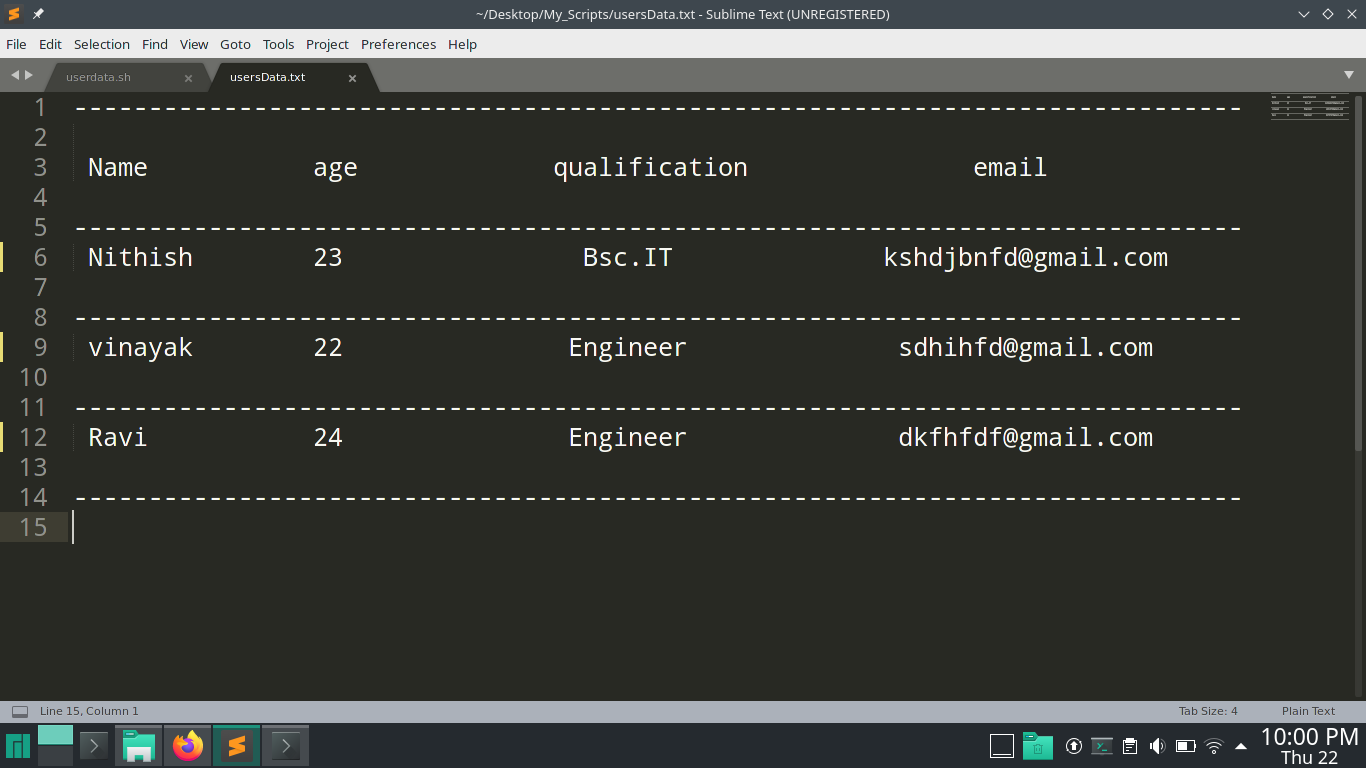 ~/Desktop/My_Scripts/usersData.txt - Sublime Text (UNREGISTERED)
File Edit Selection Find View Goto Tools Project Preferences Help
userdata.sh × usersData.txt ×
1 -------------------------------------------------------------------------------
2
3 Name age qualification email
4
5 -------------------------------------------------------------------------------
6 Nithish 23 Bsc.IT kshdjbnfd@gmail.com
7
8 -------------------------------------------------------------------------------
9 vinayak 22 Engineer sdhihfd@gmail.com
10
11 -------------------------------------------------------------------------------
12 Ravi 24 Engineer dkfhfdf@gmail.com
13
14 -------------------------------------------------------------------------------
15
Line 15, Column 1 Tab Size: 4 Plain Text
10:00 PM
Thu 22